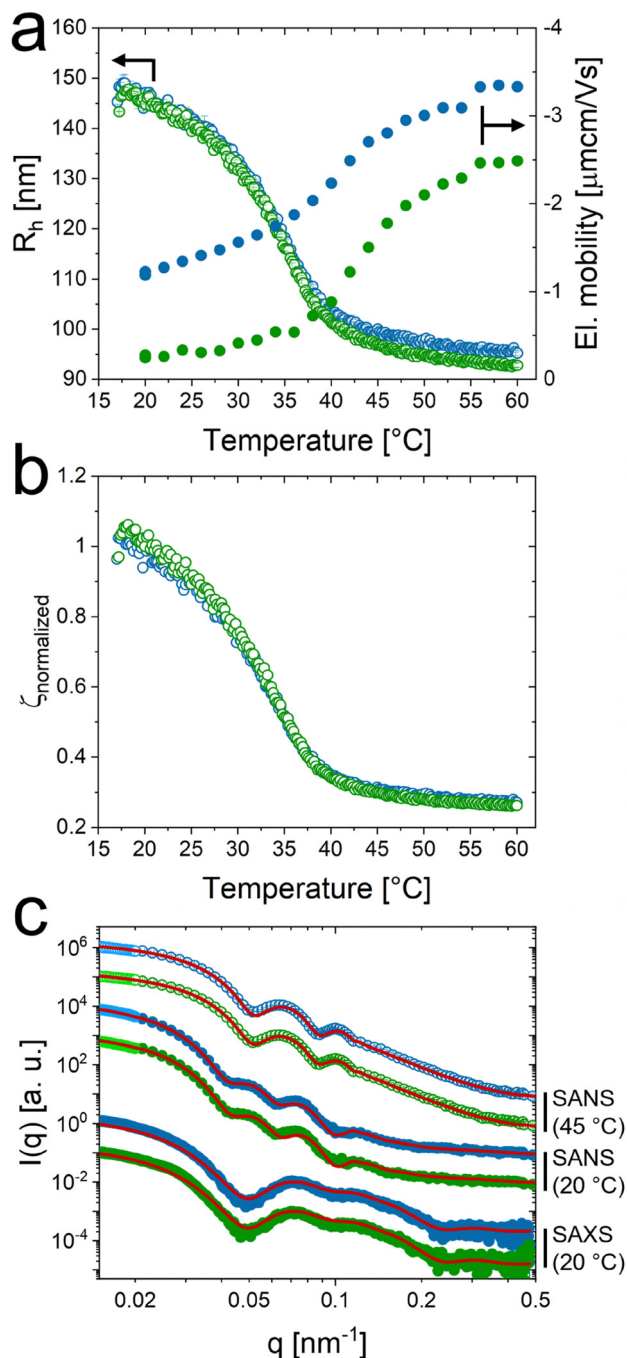 a
160
150
140
130
120
110
100
90
R_h [nm]
-4
-3
-2
-1
0
El. mobility [µmcm/Vs]
15 20 25 30 35 40 45 50 55 60
Temperature [°C]
b
1.2
1
0.8
0.6
0.4
0.2
ζnormalized
15 20 25 30 35 40 45 50 55 60
Temperature [°C]
c
10^6
10^4
10^2
10^0
10^-2
10^-4
I(q) [a. u.]
SANS
(45 °C)
SANS
(20 °C)
SAXS
(20 °C)
0.02 0.05 0.1 0.5
q [nm^-1]